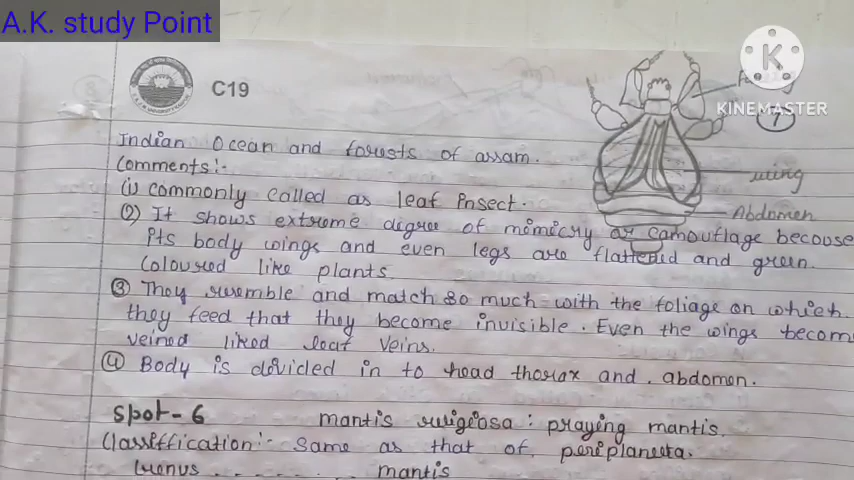 A.K. study Point
C19
KINEMASTER
7
Indian Ocean and forests of assam.
Comments:-
(1) commonly called as leaf Insect.
wing
(2) It shows extreme degree of mimicry or camouflage becouse
Abdomen
its body wings and even legs are flattened and green.
Coloured like plants
(3) They resemble and match so much with the foliage on which
they feed that they become invisible. Even the wings becom
veined liked leaf veins.
(4) Body is divided in to head thorax and abdomen.
Spot-6 mantis religiosa: praying mantis.
Classiffication:- Same as that of periplaneta.
Genus ........... mantis